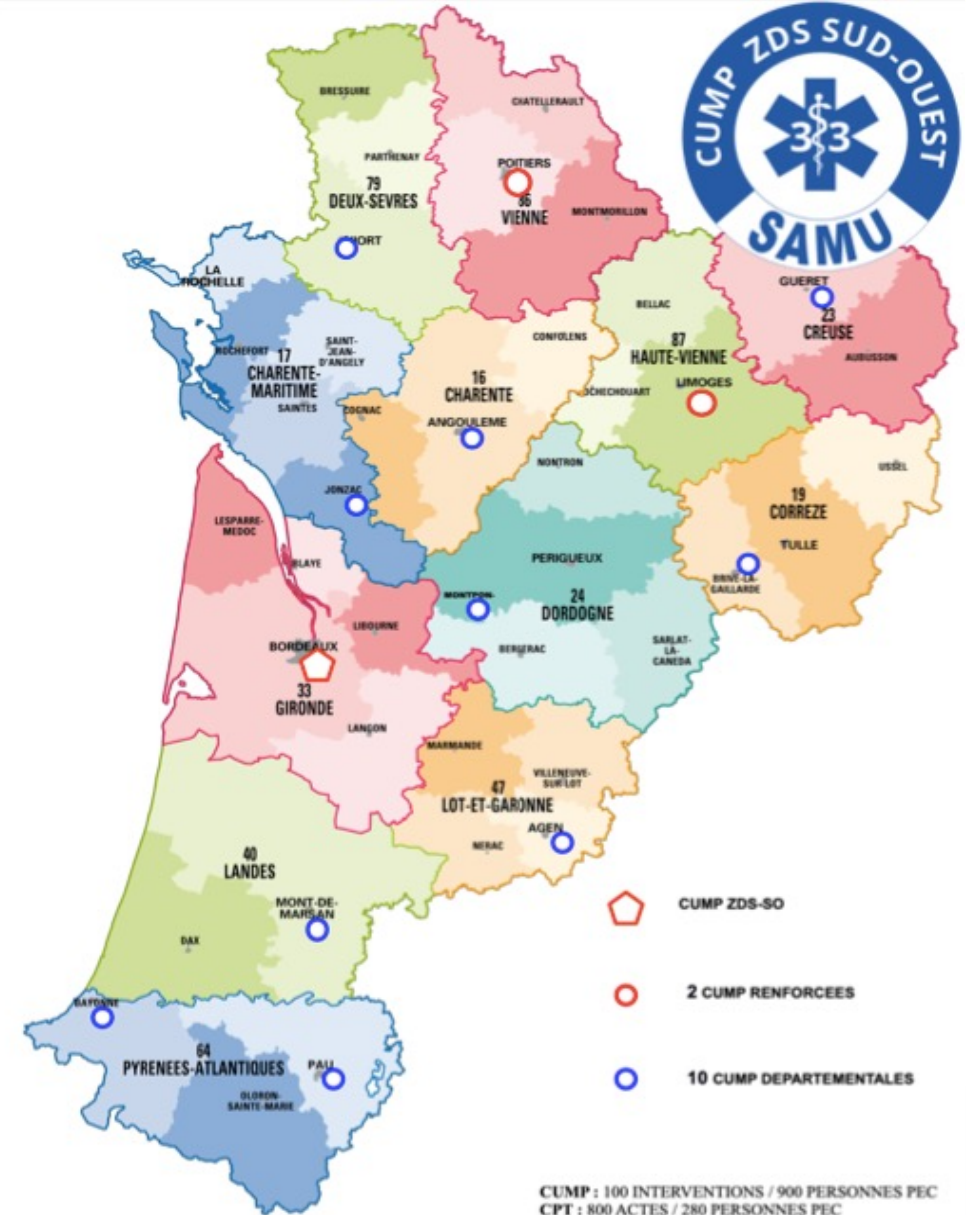 CUMP ZDS SUD-OUEST
33
SAMU
BRESSUIRE
CHATELLERAULT
PARTHENAY
POITIERS
79
DEUX-SEVRES
86
VIENNE
MONTMORILLON
NIORT
LA
ROCHELLE
GUERET
23
CREUSE
BELLAC
AUBUSSON
ROCHEFORT
17
CHARENTE-
MARITIME
SAINT-
JEAN-
D'ANGELY
SAINTES
CONFOLENS
87
HAUTE-VIENNE
16
CHARENTE
ROCHECHOUART
LIMOGES
COGNAC
ANGOULEME
JONZAC
NONTRON
USSEL
19
CORREZE
TULLE
BRIVE-LA-
GAILLARDE
LESPARRE-
MEDOC
BLAYE
PERIGUEUX
MONTPON-
24
DORDOGNE
LIBOURNE
BORDEAUX
BERGERAC
SARLAT-
LA-
CANEDA
33
GIRONDE
LANGON
MARMANDE
VILLENEUVE-
SUR-LOT
47
LOT-ET-GARONNE
AGEN
NERAC
40
LANDES
MONT-DE-
MARSAN
DAX
CUMP ZDS-SO
2 CUMP RENFORCEES
10 CUMP DEPARTEMENTALES
BAYONNE
64
PYRENEES-ATLANTIQUES
PAU
OLORON-
SAINTE-MARIE
CUMP : 100 INTERVENTIONS / 900 PERSONNES PEC
CPT : 800 ACTES / 280 PERSONNES PEC